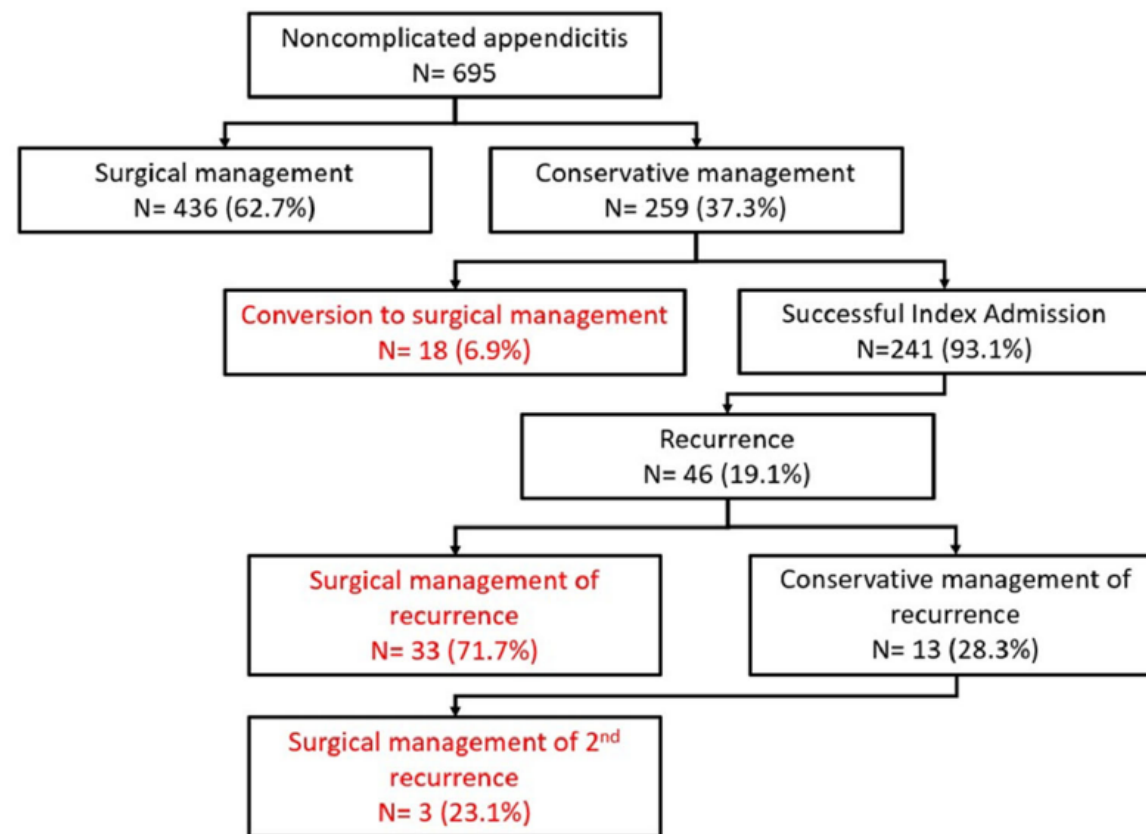 Noncomplicated appendicitis
N= 695
Surgical management
N= 436 (62.7%)
Conservative management
N= 259 (37.3%)
Conversion to surgical management
N= 18 (6.9%)
Successful Index Admission
N=241 (93.1%)
Recurrence
N= 46 (19.1%)
Surgical management of
recurrence
N= 33 (71.7%)
Conservative management of
recurrence
N= 13 (28.3%)
Surgical management of 2nd
recurrence
N= 3 (23.1%)